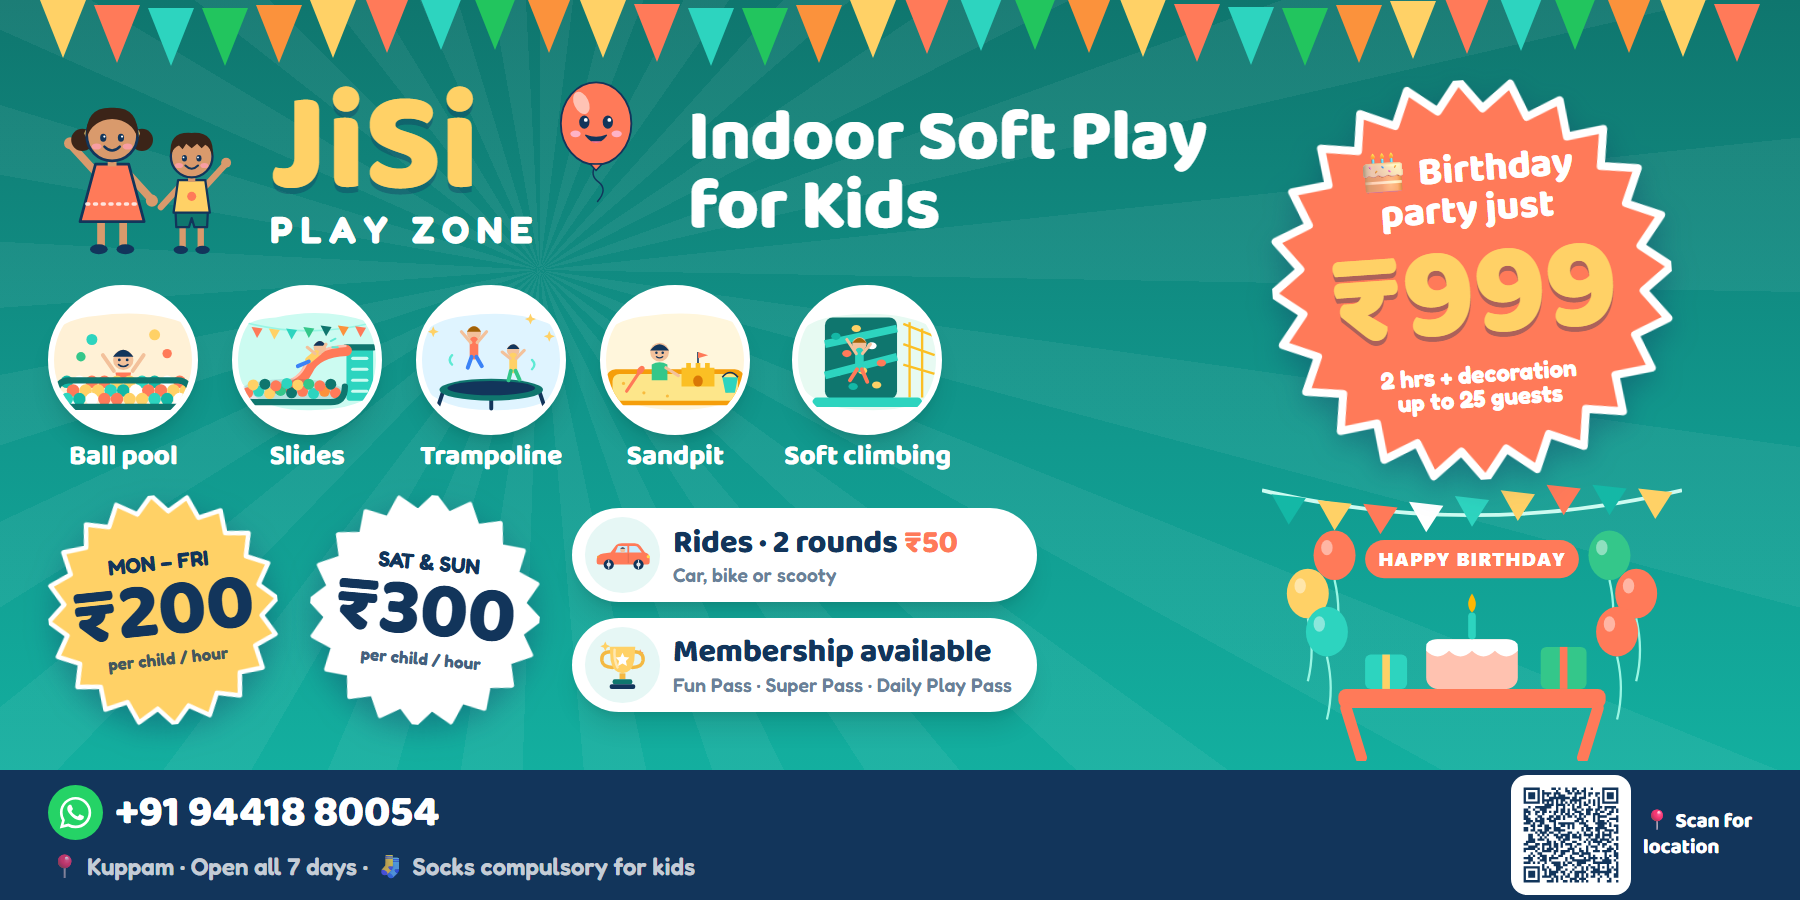 JiSi
PLAY ZONE
Indoor Soft Play
for Kids
Birthday
party just
₹999
2 hrs + decoration
up to 25 guests
Ball pool
Slides
Trampoline
Sandpit
Soft climbing
MON – FRI
₹200
per child / hour
SAT & SUN
₹300
per child / hour
Rides · 2 rounds ₹50
Car, bike or scooty
Membership available
Fun Pass · Super Pass · Daily Play Pass
HAPPY BIRTHDAY
+91 94418 80054
Kuppam · Open all 7 days · Socks compulsory for kids
Scan for
location